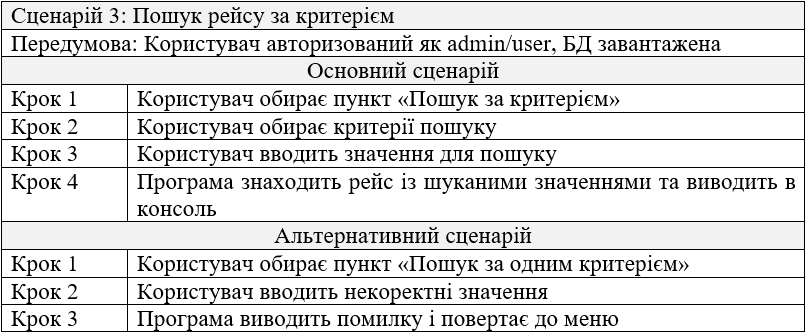 Сценарій 3: Пошук рейсу за критерієм
Передумова: Користувач авторизований як admin/user, БД завантажена
Основний сценарій
Крок 1 Користувач обирає пункт «Пошук за критерієм»
Крок 2 Користувач обирає критерії пошуку
Крок 3 Користувач вводить значення для пошуку
Крок 4 Програма знаходить рейс із шуканими значеннями та виводить в
консоль
Альтернативний сценарій
Крок 1 Користувач обирає пункт «Пошук за одним критерієм»
Крок 2 Користувач вводить некоректні значення
Крок 3 Програма виводить помилку і повертає до меню